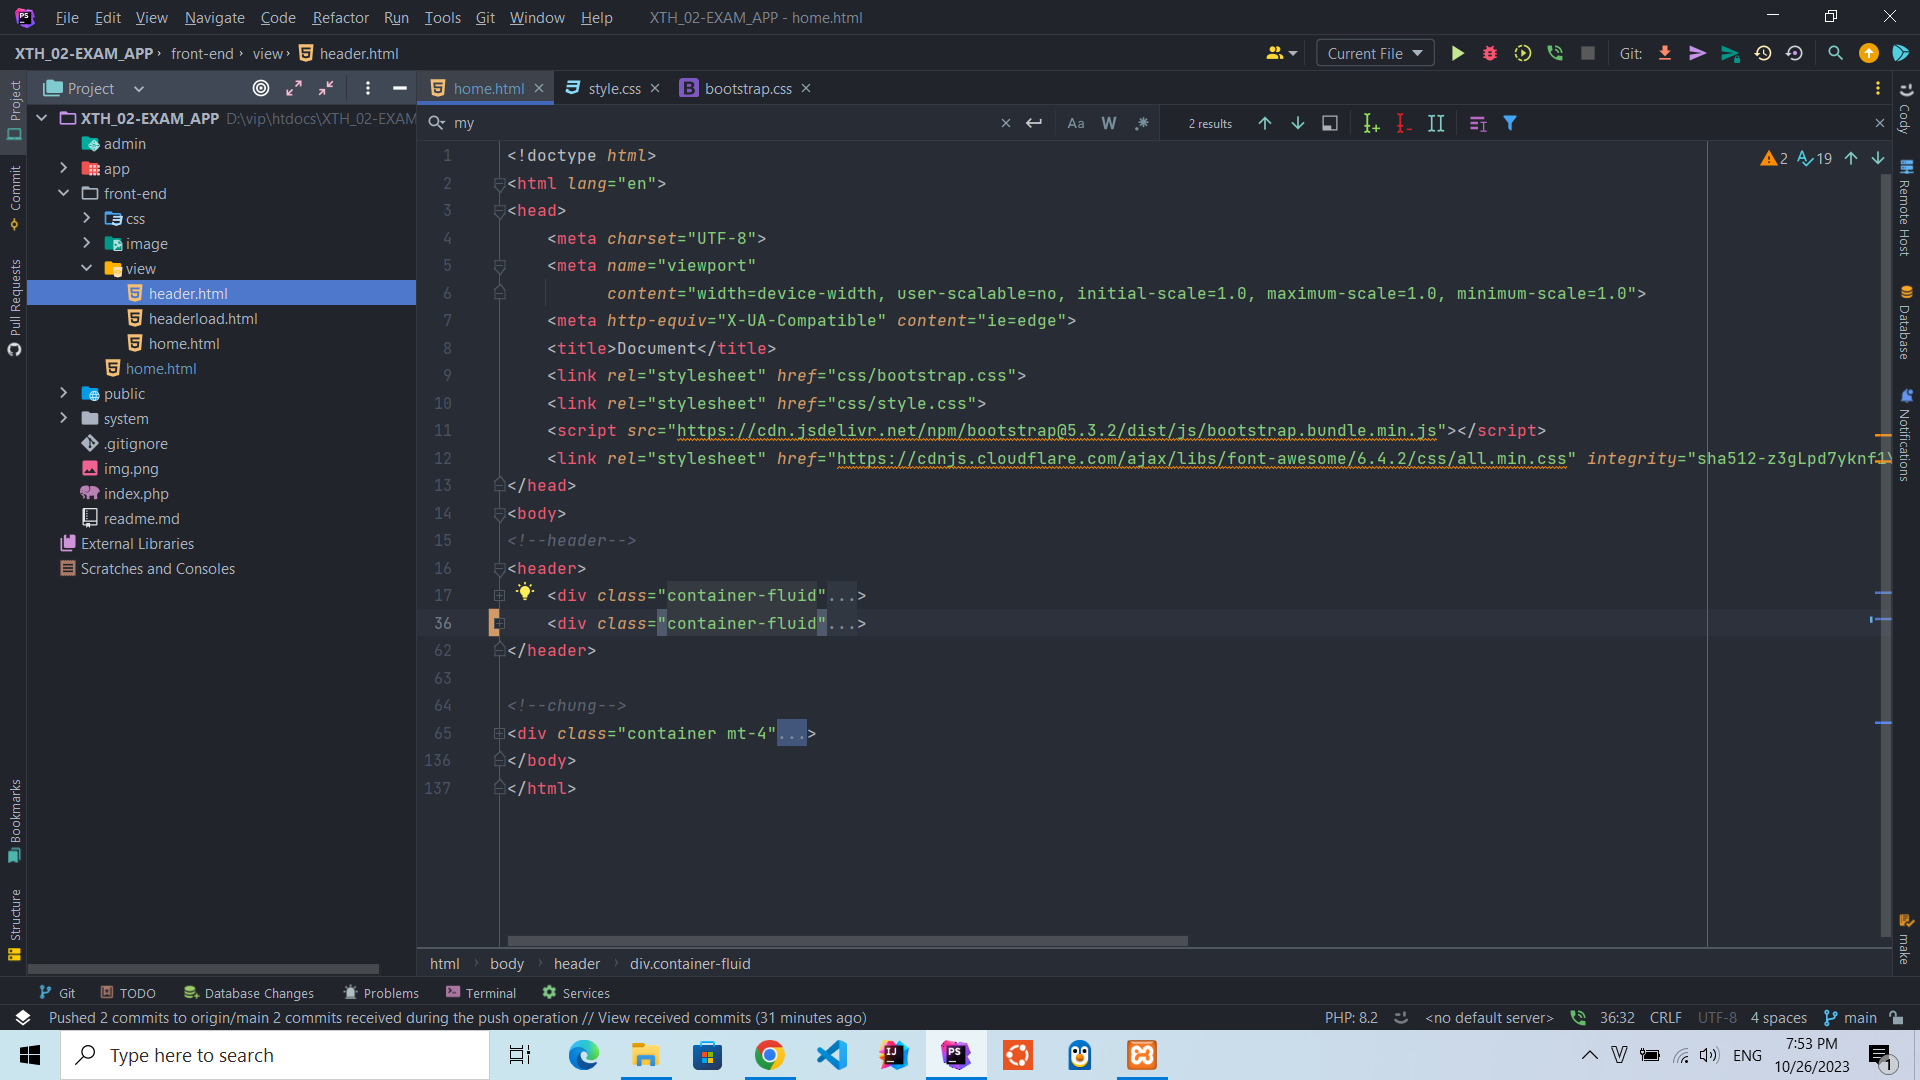 File Edit View Navigate Code Refactor Run Tools Git Window Help XTH_02-EXAM_APP - home.html
XTH_02-EXAM_APP › front-end › view › header.html
Current File
Git:
Project
home.html
style.css
bootstrap.css
my
Aa W .*
2 results
XTH_02-EXAM_APP D:\vip\htdocs\XTH_02-EXAM
admin
app
front-end
css
image
view
header.html
headerload.html
home.html
home.html
public
system
.gitignore
img.png
index.php
readme.md
External Libraries
Scratches and Consoles
2 19
1 <!doctype html>
2 <html lang="en">
3 <head>
4 <meta charset="UTF-8">
5 <meta name="viewport"
6 content="width=device-width, user-scalable=no, initial-scale=1.0, maximum-scale=1.0, minimum-scale=1.0">
7 <meta http-equiv="X-UA-Compatible" content="ie=edge">
8 <title>Document</title>
9 <link rel="stylesheet" href="css/bootstrap.css">
10 <link rel="stylesheet" href="css/style.css">
11 <script src="https://cdn.jsdelivr.net/npm/bootstrap@5.3.2/dist/js/bootstrap.bundle.min.js"></script>
12 <link rel="stylesheet" href="https://cdnjs.cloudflare.com/ajax/libs/font-awesome/6.4.2/css/all.min.css" integrity="sha512-z3gLpd7yknf1
13 </head>
14 <body>
15 <!--header-->
16 <header>
17 <div class="container-fluid"...>
36 <div class="container-fluid"...>
62 </header>
63
64 <!--chung-->
65 <div class="container mt-4"...>
136 </body>
137 </html>
html › body › header › div.container-fluid
Project
Commit
Pull Requests
Bookmarks
Structure
Cody
Remote Host
Database
Notifications
make
Git TODO Database Changes Problems Terminal Services
Pushed 2 commits to origin/main 2 commits received during the push operation // View received commits (31 minutes ago)
PHP: 8.2 <no default server> 36:32 CRLF UTF-8 4 spaces main
Type here to search
ENG
7:53 PM
10/26/2023
1